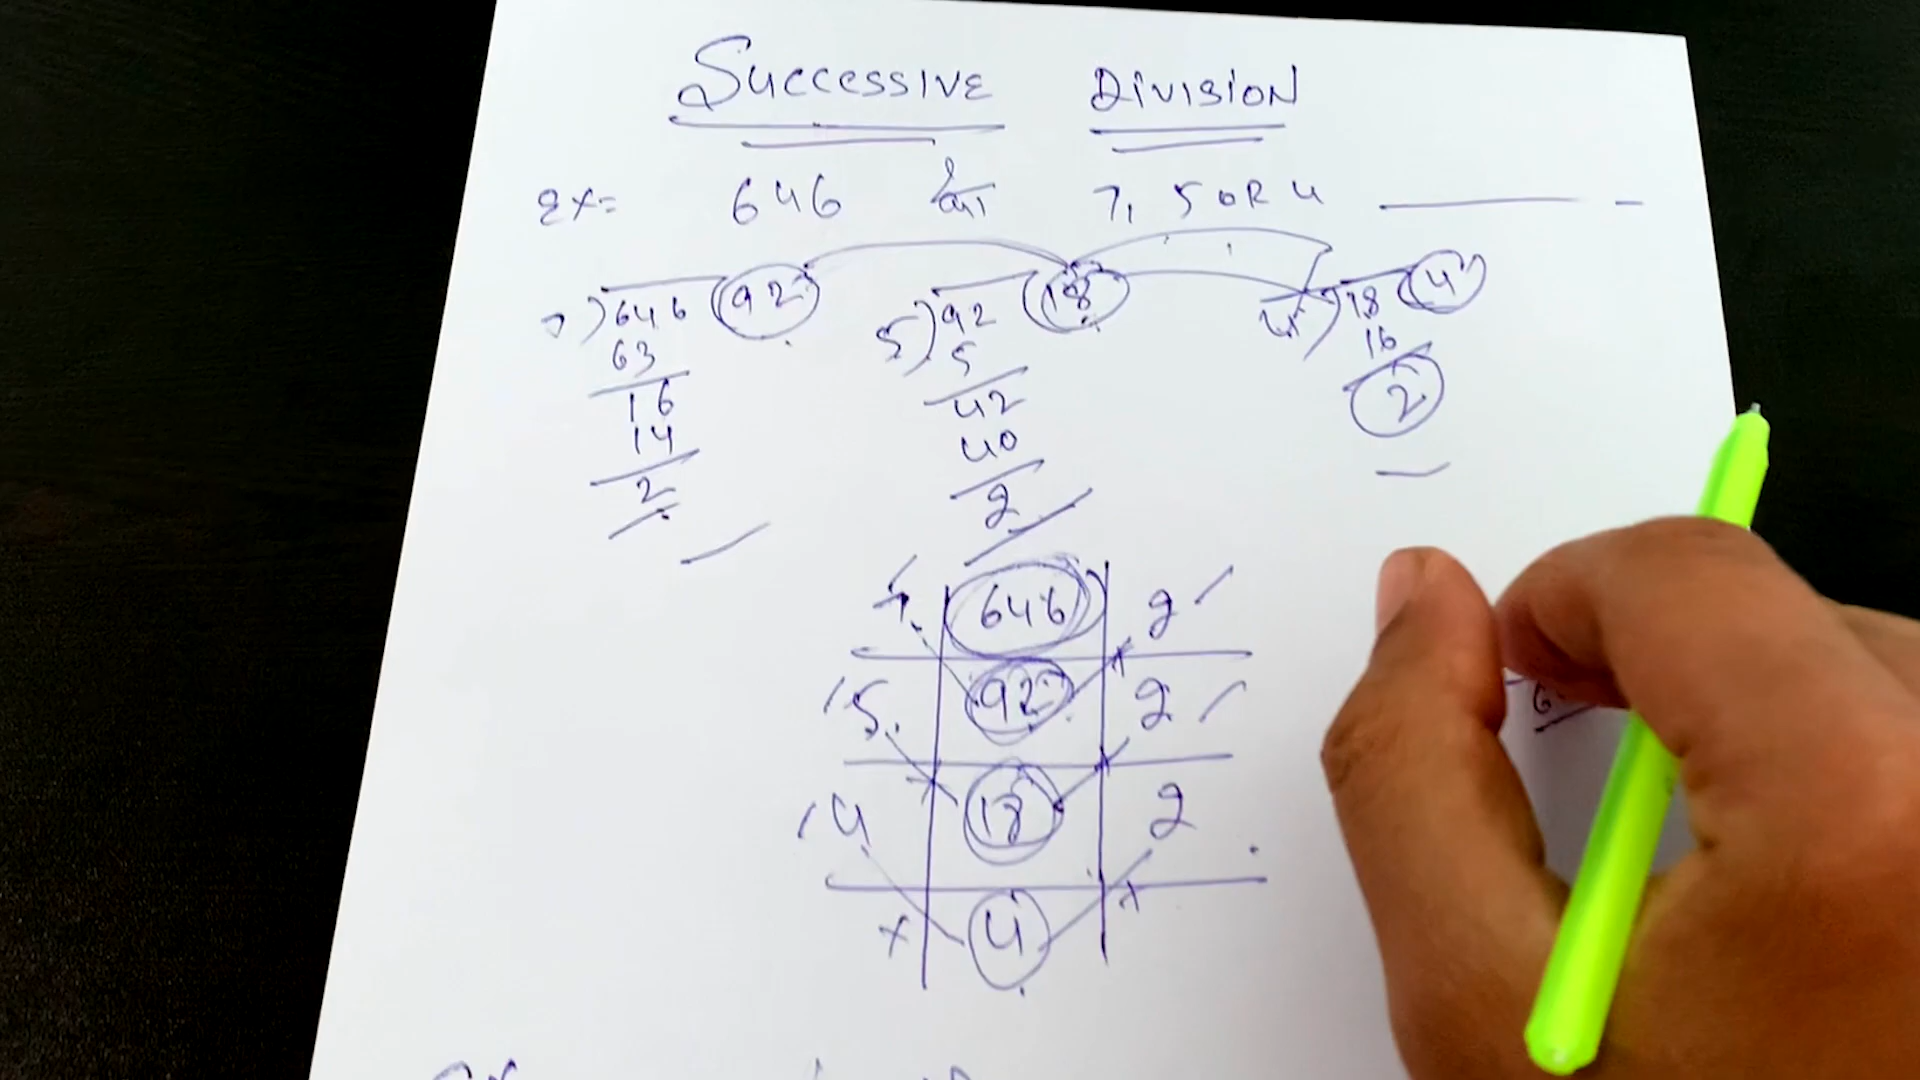 SUCCESSIVE DIVISION
Ex= 646 का 7, 5 OR 4
7)646(92
63
16
14
2
5)92(18
5
42
40
2
4)18(4
16
2
7 646 2
5 92 2
4 18 2
4